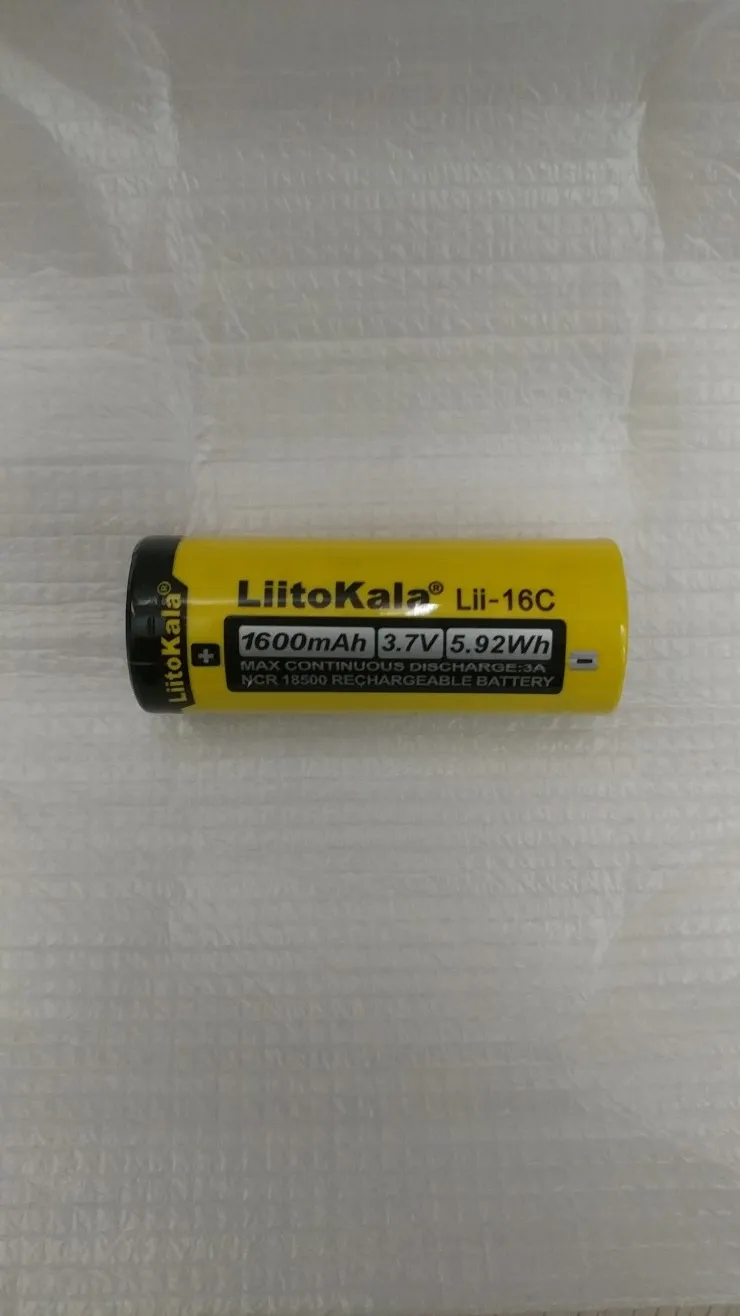 LiitoKala®
LiitoKala® Lii-16C
+
1600mAh 3.7V 5.92Wh
-
MAX CONTINUOUS DISCHARGE:3A
NCR 18500 RECHARGEABLE BATTERY